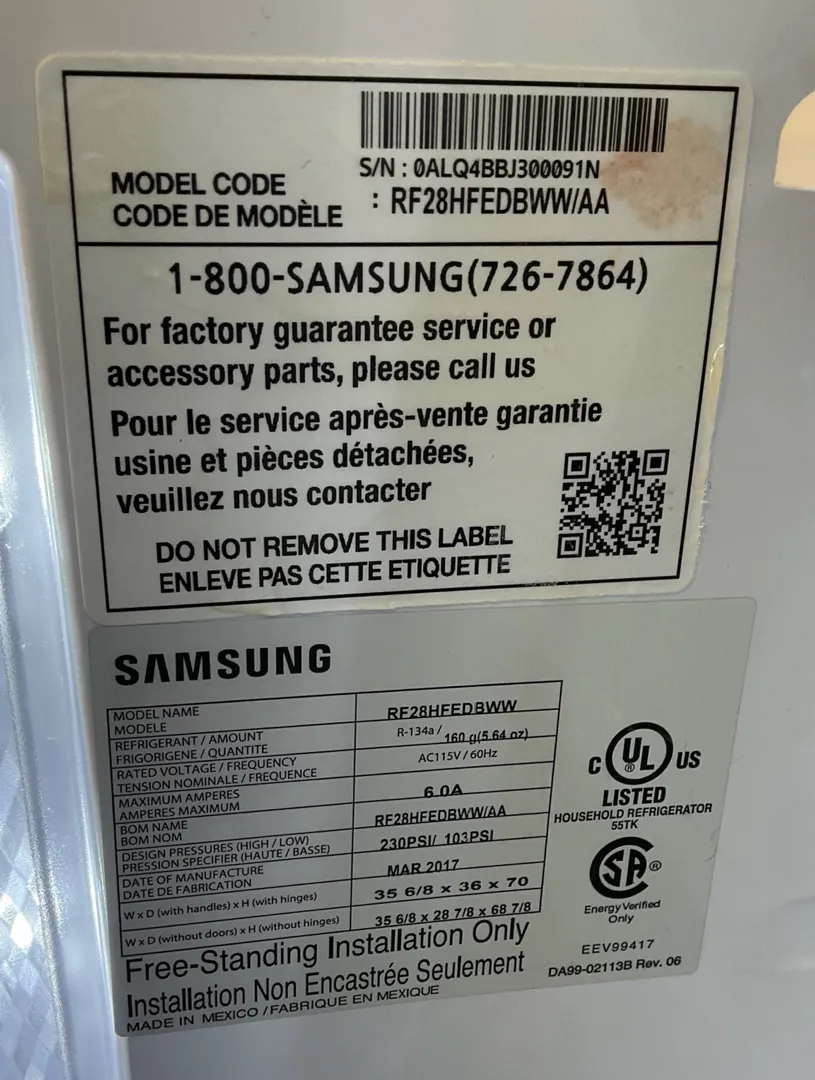 S/N : 0ALQ4BBJ300091N
MODEL CODE
CODE DE MODÈLE : RF28HFEDBWW/AA
1-800-SAMSUNG(726-7864)
For factory guarantee service or
accessory parts, please call us
Pour le service après-vente garantie
usine et pièces détachées,
veuillez nous contacter
DO NOT REMOVE THIS LABEL
ENLEVE PAS CETTE ETIQUETTE
SAMSUNG
MODEL NAME
MODELE
RF28HFEDBWW
REFRIGERANT / AMOUNT
FRIGORIGENE / QUANTITE
R-134a / 160 g(5.64 oz)
RATED VOLTAGE / FREQUENCY
TENSION NOMINALE / FREQUENCE
AC115V / 60Hz
MAXIMUM AMPERES
AMPERES MAXIMUM
6.0A
BOM NAME
BOM NOM
RF28HFEDBWW/AA
DESIGN PRESSURES (HIGH / LOW)
PRESSION SPECIFIER (HAUTE / BASSE)
230PSI/ 103PSI
DATE OF MANUFACTURE
DATE DE FABRICATION
MAR.2017
W x D (with handles) x H (with hinges)
35 6/8 x 36 x 70
W x D (without doors) x H (without hinges)
35 6/8 x 28 7/8 x 68 7/8
Free-Standing Installation Only
Installation Non Encastrée Seulement
MADE IN MEXICO / FABRIQUE EN MEXIQUE
C UL® US
LISTED
HOUSEHOLD REFRIGERATOR
55TK
SA®
Energy Verified
Only
EEV99417
DA99-02113B Rev. 06